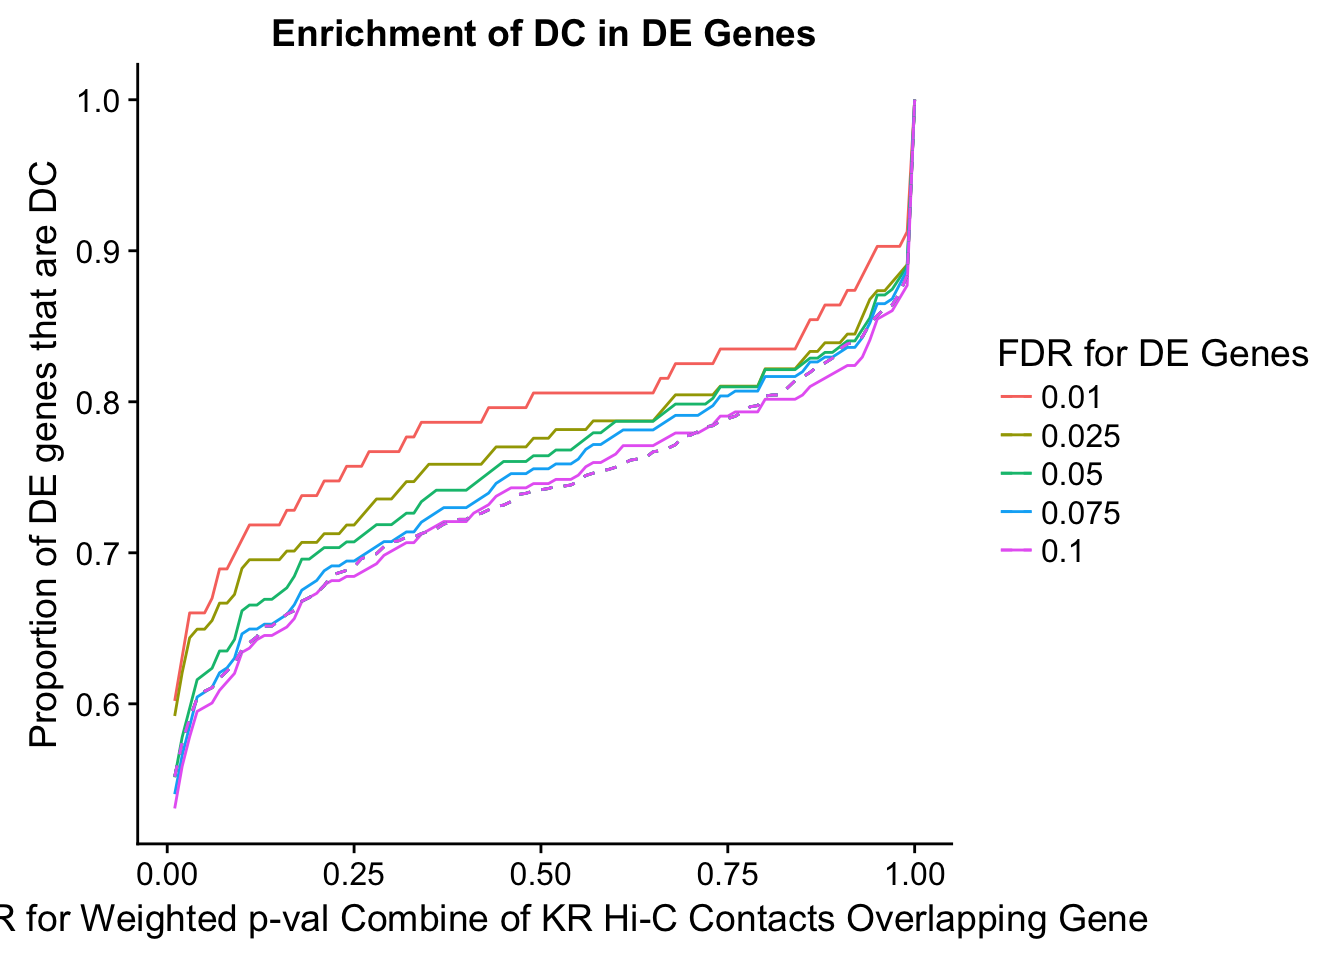 Enrichment of DC in DE Genes
Proportion of DE genes that are DC
1.0
0.9
0.8
0.7
0.6
0.00 0.25 0.50 0.75 1.00
R for Weighted p-val Combine of KR Hi-C Contacts Overlapping Gene
FDR for DE Genes
0.01
0.025
0.05
0.075
0.1